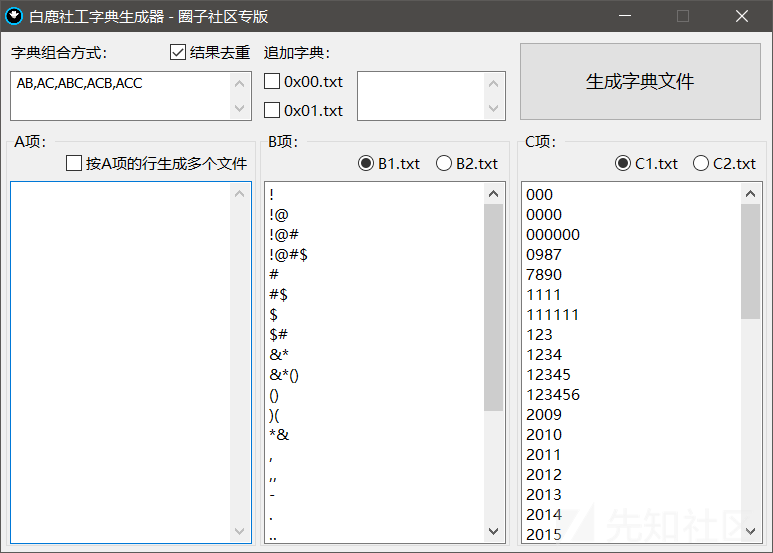 白鹿社工字典生成器 - 圈子社区专版
字典组合方式：
结果去重
追加字典：
AB,AC,ABC,ACB,ACC
0x00.txt
0x01.txt
生成字典文件
A项：
按A项的行生成多个文件
B项：
B1.txt
B2.txt
!
!@
!@#
!@#$
#
#$
$
$#
&*
&*()
()
)(
*&
,
,,
-
.
..
C项：
C1.txt
C2.txt
000
0000
000000
0987
7890
1111
111111
123
1234
12345
123456
2009
2010
2011
2012
2013
2014
2015
先知社区